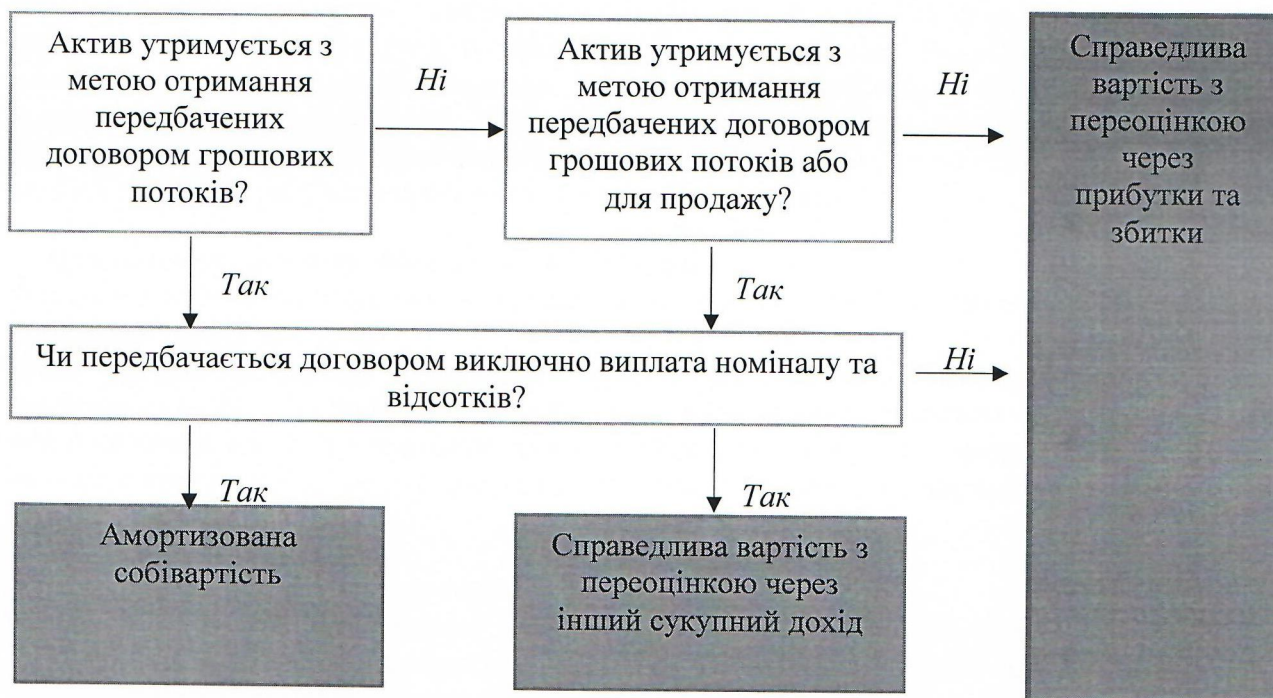 Актив утримується з
метою отримання
передбачених
договором грошових
потоків?
Ні
Актив утримується з
метою отримання
передбачених договором
грошових потоків або
для продажу?
Ні
Справедлива
вартість з
переоцінкою
через
прибутки та
збитки
Так
Так
Чи передбачається договором виключно виплата номіналу та
відсотків?
Ні
Так
Так
Амортизована
собівартість
Справедлива вартість з
переоцінкою через
інший сукупний дохід